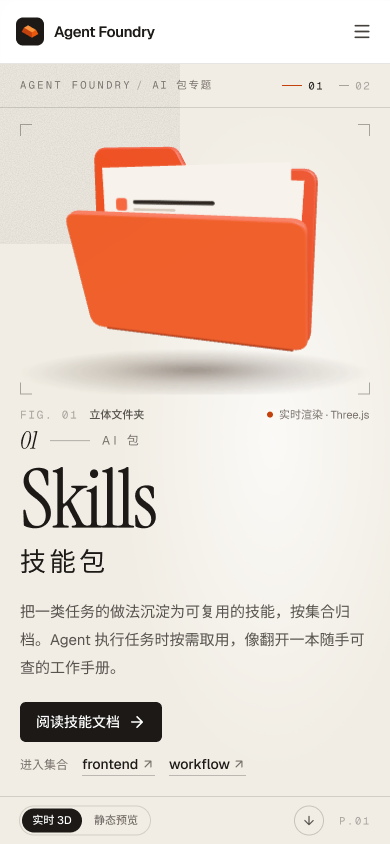 Agent Foundry
AGENT FOUNDRY / AI 包专题 01 02
FIG. 01 立体文件夹 实时渲染 · Three.js
01 AI 包
Skills
技能包
把一类任务的做法沉淀为可复用的技能，按集合归
档。Agent 执行任务时按需取用，像翻开一本随手可
查的工作手册。
阅读技能文档 →
进入集合 frontend ↗ workflow ↗
实时 3D 静态预览 ↓ P.01